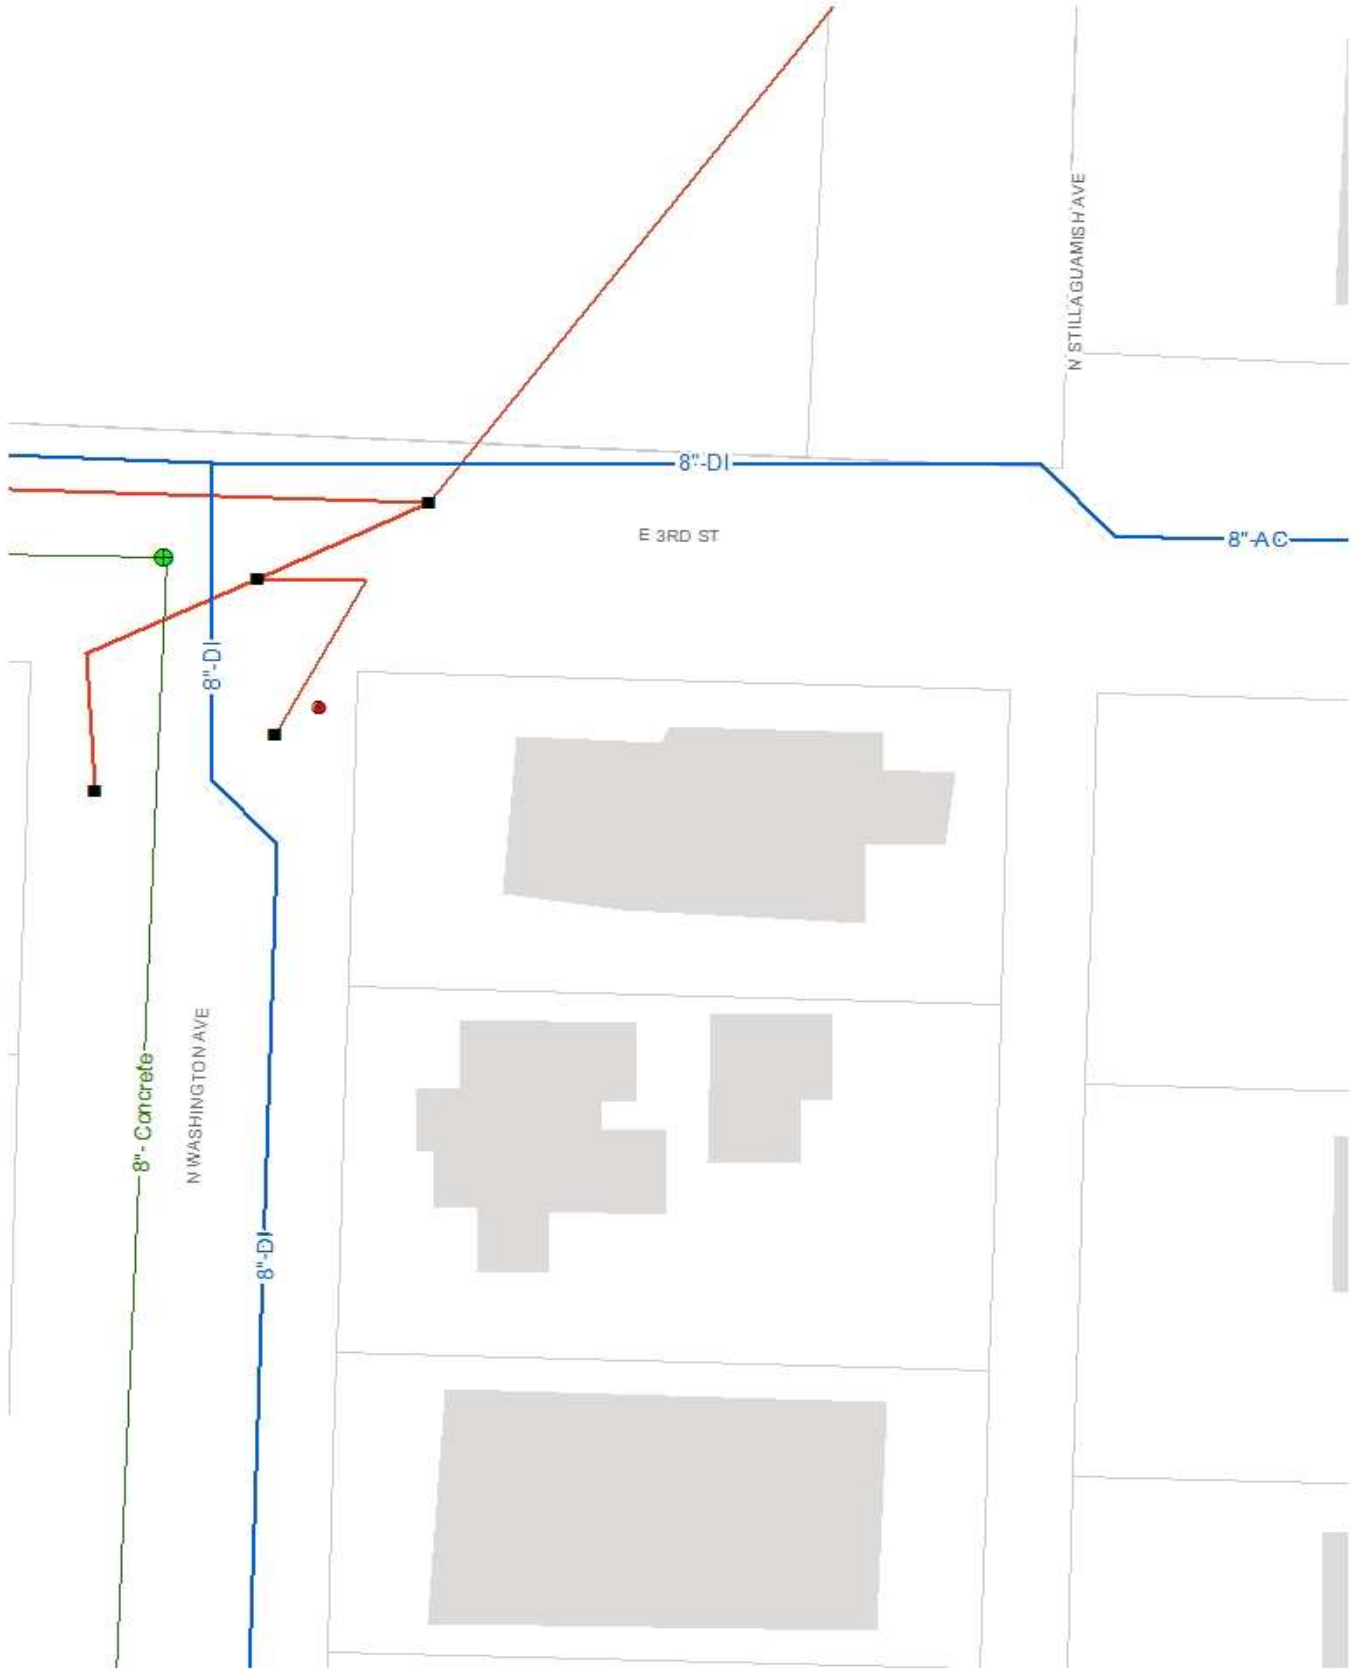 N STILLAGUAMISH AVE
8"-DI
E 3RD ST
8"-AC
8"-DI
8"- Concrete
N WASHINGTON AVE
8"-DI